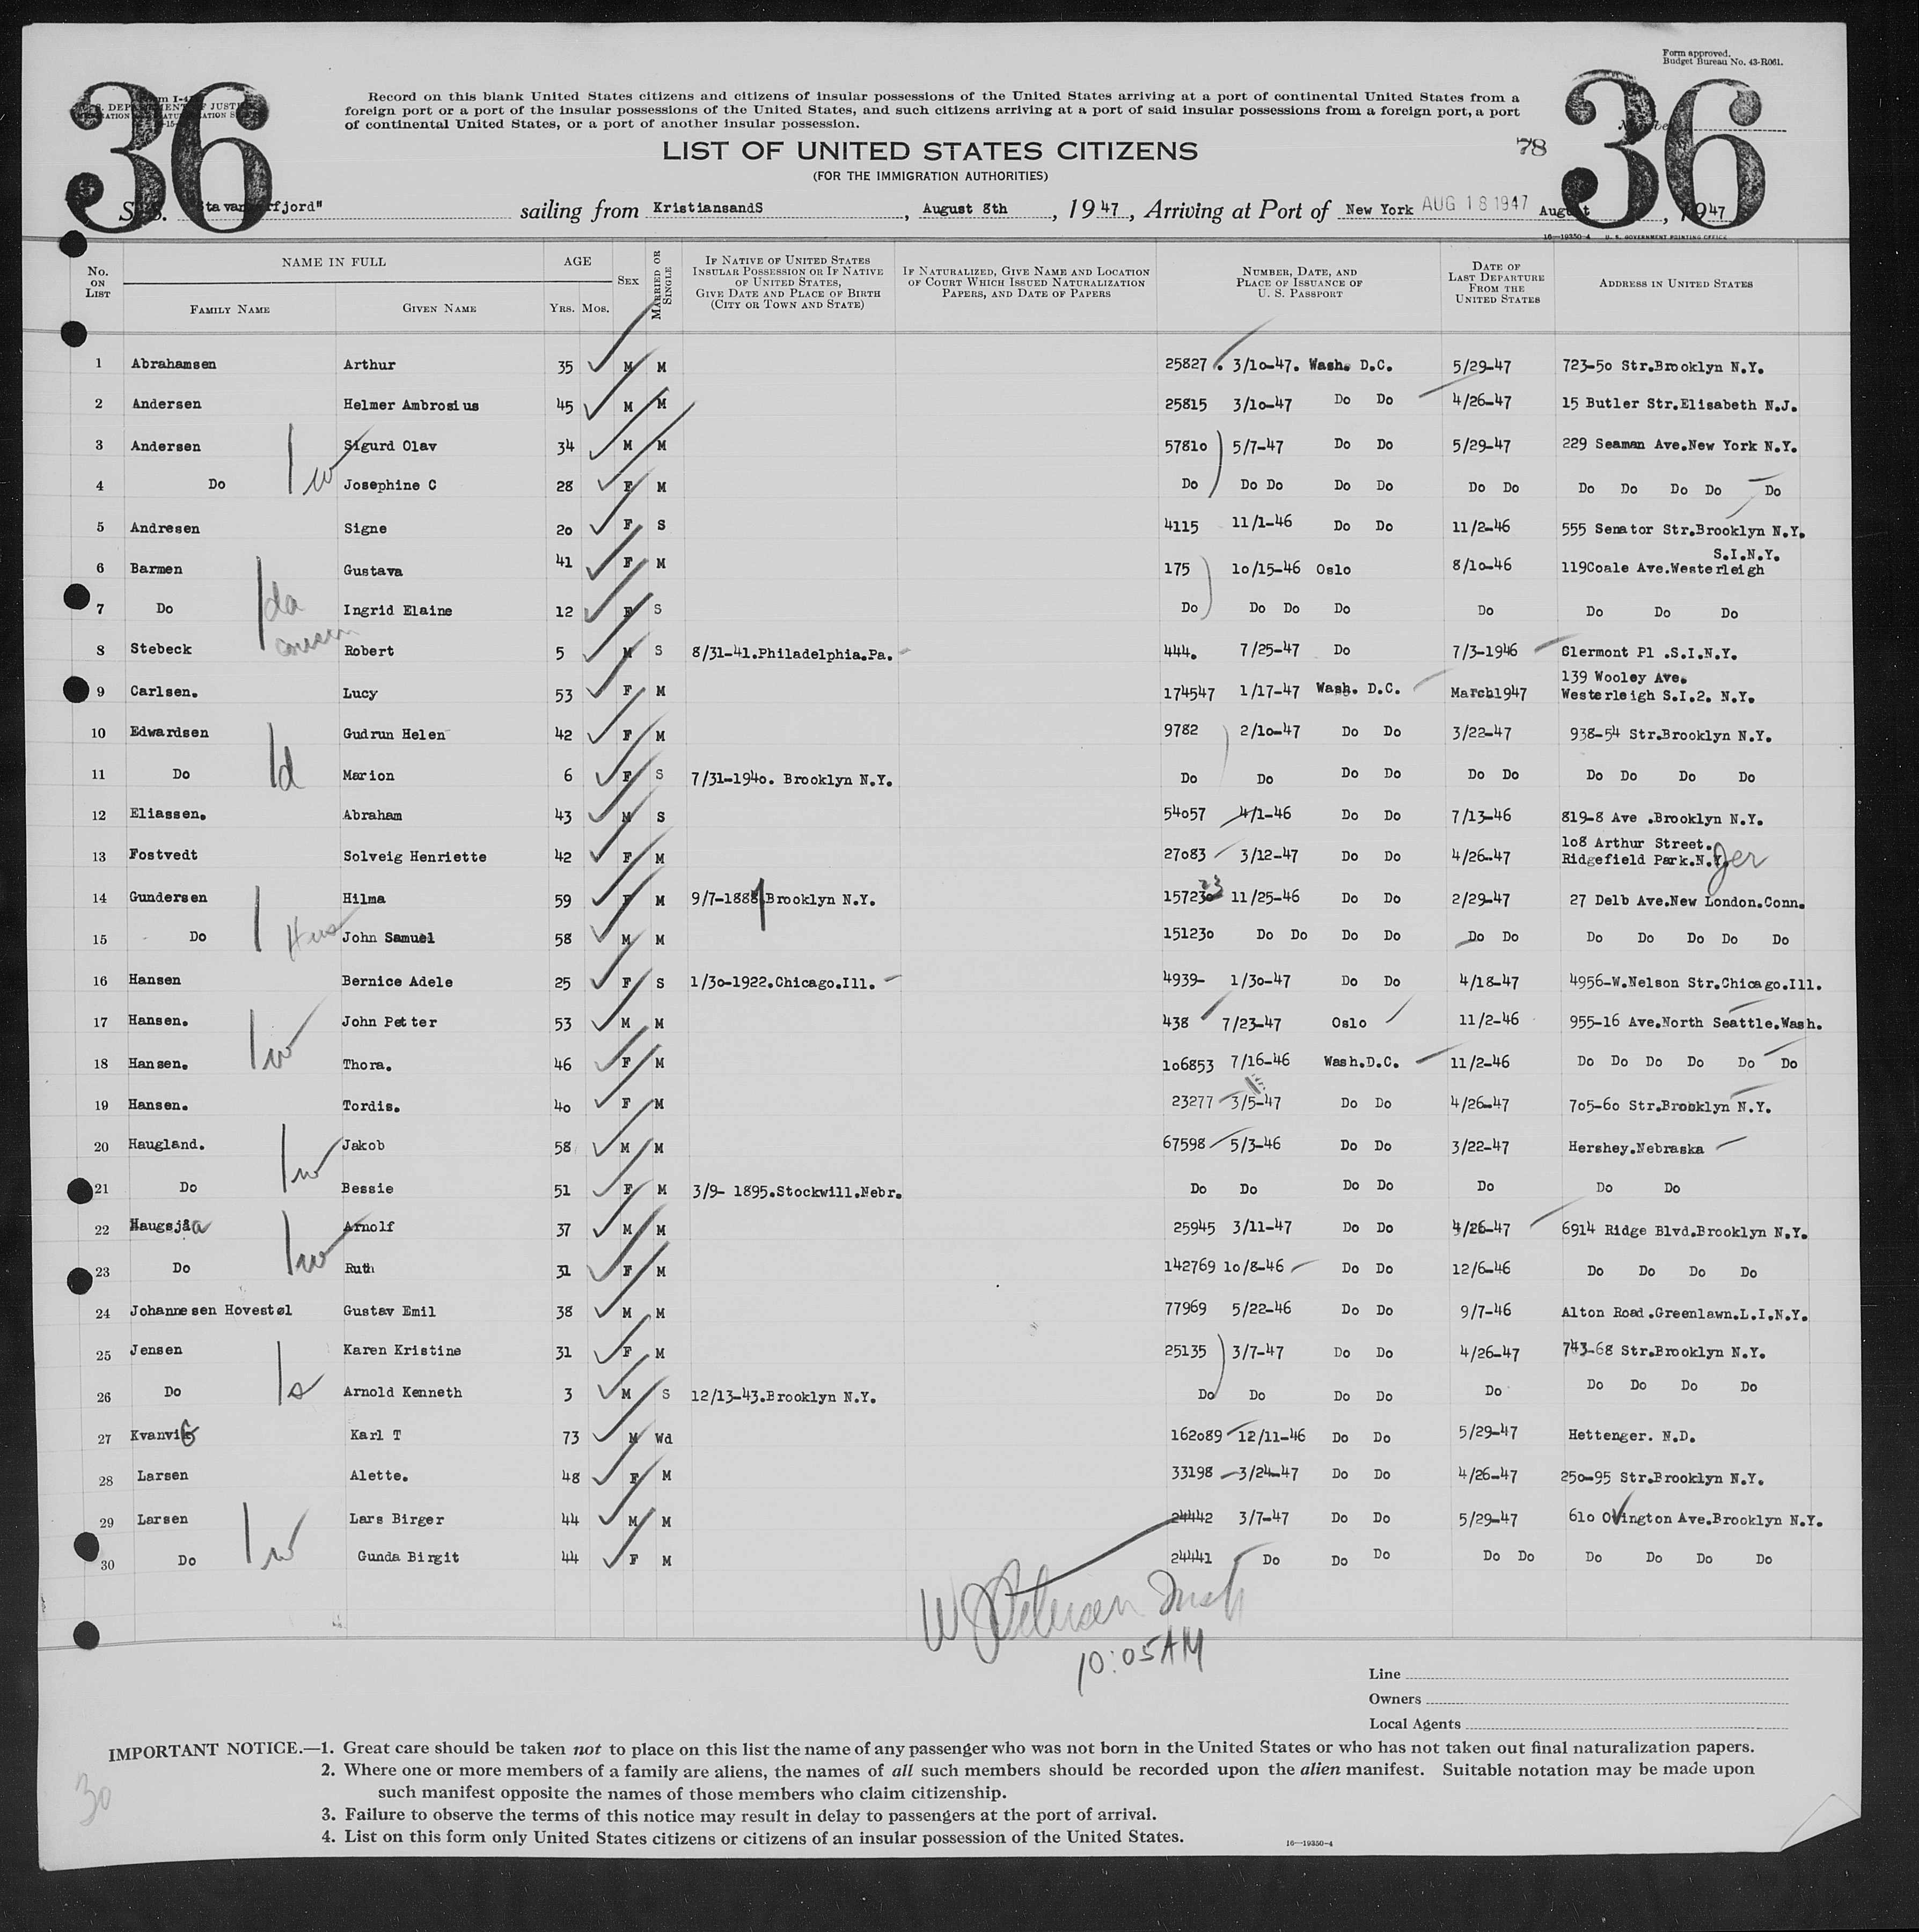 Form approved.
Budget Bureau No. 43-R061.
36
36
Record on this blank United States citizens and citizens of insular possessions of the United States arriving at a port of continental United States from a
foreign port or a port of the insular possessions of the United States, and such citizens arriving at a port of said insular possessions from a foreign port, a port
of continental United States, or a port of another insular possession.
LIST OF UNITED STATES CITIZENS
78
(FOR THE IMMIGRATION AUTHORITIES)
S. S. "Stavangerfjord" sailing from KristiansandS, August 8th, 1947, Arriving at Port of New York AUG 18 1947 August, 1947
16—19350-4 U. S. GOVERNMENT PRINTING OFFICE
No. ON LIST
NAME IN FULL
FAMILY NAME
GIVEN NAME
AGE
YRS. MOS.
SEX
MARRIED OR SINGLE
IF NATIVE OF UNITED STATES INSULAR POSSESSION OR IF NATIVE OF UNITED STATES, GIVE DATE AND PLACE OF BIRTH (CITY OR TOWN AND STATE)
IF NATURALIZED, GIVE NAME AND LOCATION OF COURT WHICH ISSUED NATURALIZATION PAPERS, AND DATE OF PAPERS
NUMBER, DATE, AND PLACE OF ISSUANCE OF U. S. PASSPORT
DATE OF LAST DEPARTURE FROM THE UNITED STATES
ADDRESS IN UNITED STATES
1 Abrahamsen Arthur 35 M M 25827. 3/10-47. Wash. D.C. 5/29-47 723-50 Str.Brooklyn N.Y.
2 Andersen Helmer Ambrosius 45 M M 25815 3/10-47 Do Do 4/26-47 15 Butler Str.Elisabeth N.J.
3 Andersen Sigurd Olav 34 M M 57810 5/7-47 Do Do 5/29-47 229 Seaman Ave.New York N.Y.
4 Do w Josephine C 28 F M Do Do Do Do Do Do Do Do Do Do Do Do
5 Andresen Signe 20 F S 4115 11/1-46 Do Do 11/2-46 555 Senator Str.Brooklyn N.Y.
S.I.N.Y.
6 Barmen Gustava 41 F M 175 10/15-46 Oslo 8/10-46 119Coale Ave.Westerleigh
7 Do da Ingrid Elaine 12 F S Do Do Do Do Do Do Do Do
8 Stebeck cousin Robert 5 M S 8/31-41.Philadelphia.Pa. 444. 7/25-47 Do 7/3-1946 Clermont Pl .S.I.N.Y.
139 Wooley Ave.
9 Carlsen. Lucy 53 F M 174547 1/17-47 Wash. D.C. March1947 Westerleigh S.I.2. N.Y.
10 Edwardsen Gudrun Helen 42 F M 9782 2/10-47 Do Do 3/22-47 938-54 Str.Brooklyn N.Y.
11 Do d Marion 6 F S 7/31-1940. Brooklyn N.Y. Do Do Do Do Do Do Do Do Do Do
12 Eliassen. Abraham 43 M S 54057 4/1-46 Do Do 7/13-46 819-8 Ave .Brooklyn N.Y.
108 Arthur Street.
13 Fostvedt Solveig Henriette 42 F M 27083 3/12-47 Do Do 4/26-47 Ridgefield Park.N.Y. Jer
14 Gundersen Hilma 59 F M 9/7-1888 Brooklyn N.Y. 157230 23 11/25-46 Do Do 2/29-47 27 Delb Ave.New London.Conn.
15 Do Hus John Samuel 58 M M 151230 Do Do Do Do Do Do Do Do Do Do Do
16 Hansen Bernice Adele 25 F S 1/30-1922.Chicago.Ill. 4939- 1/30-47 Do Do 4/18-47 4956-W.Nelson Str.Chicago.Ill.
17 Hansen. John Petter 53 M M 438 7/23-47 Oslo 11/2-46 955-16 Ave.North Seattle.Wash.
18 Hansen. w Thora. 46 F M 106853 7/16-46 Wash.D.C. 11/2-46 Do Do Do Do Do Do
19 Hansen. Tordis. 40 F M 23277 3/5-47 Do Do 4/26-47 705-60 Str.Brooklyn N.Y.
20 Haugland. Jakob 58 M M 67598 5/3-46 Do Do 3/22-47 Hershey.Nebraska
21 Do w Bessie 51 F M 3/9- 1895.Stockwill.Nebr. Do Do Do Do Do Do Do
22 Haugsjåa Arnolf 37 M M 25945 3/11-47 Do Do 4/26-47 6914 Ridge Blvd.Brooklyn N.Y.
23 Do w Ruth 31 F M 142769 10/8-46 Do Do 12/6-46 Do Do Do Do
24 Johannesen Hovestøl Gustav Emil 38 M M 77969 5/22-46 Do Do 9/7-46 Alton Road.Greenlawn.L.I.N.Y.
25 Jensen Karen Kristine 31 F M 25135 3/7-47 Do Do 4/26-47 743-68 Str.Brooklyn N.Y.
26 Do s Arnold Kenneth 3 M S 12/13-43.Brooklyn N.Y. Do Do Do Do Do Do Do Do Do
27 Kvanvig Karl T 73 M Wd 162089 12/11-46 Do Do 5/29-47 Hettenger. N.D.
28 Larsen Alette. 48 F M 33198 3/24-47 Do Do 4/26-47 250-95 Str.Brooklyn N.Y.
29 Larsen Lars Birger 44 M M 24442 3/7-47 Do Do 5/29-47 610 Ovington Ave.Brooklyn N.Y.
30 Do w Gunda Birgit 44 F M 24441 Do Do Do Do Do Do Do Do Do
10:05AM
Line
Owners
Local Agents
IMPORTANT NOTICE.—1. Great care should be taken not to place on this list the name of any passenger who was not born in the United States or who has not taken out final naturalization papers.
2. Where one or more members of a family are aliens, the names of all such members should be recorded upon the alien manifest. Suitable notation may be made upon
such manifest opposite the names of those members who claim citizenship.
3. Failure to observe the terms of this notice may result in delay to passengers at the port of arrival.
4. List on this form only United States citizens or citizens of an insular possession of the United States.
16—19350-4
30